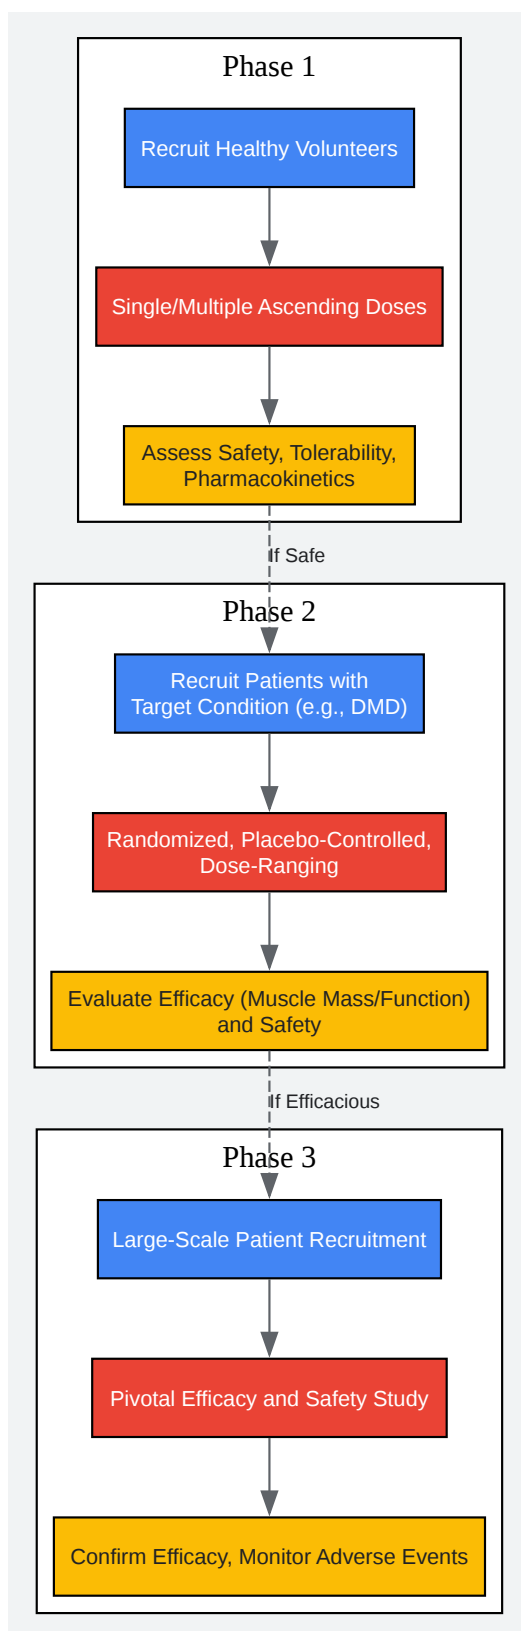 Phase 1
Recruit Healthy Volunteers
Single/Multiple Ascending Doses
Assess Safety, Tolerability,
Pharmacokinetics
If Safe
Phase 2
Recruit Patients with
Target Condition (e.g., DMD)
Randomized, Placebo-Controlled,
Dose-Ranging
Evaluate Efficacy (Muscle Mass/Function)
and Safety
If Efficacious
Phase 3
Large-Scale Patient Recruitment
Pivotal Efficacy and Safety Study
Confirm Efficacy, Monitor Adverse Events